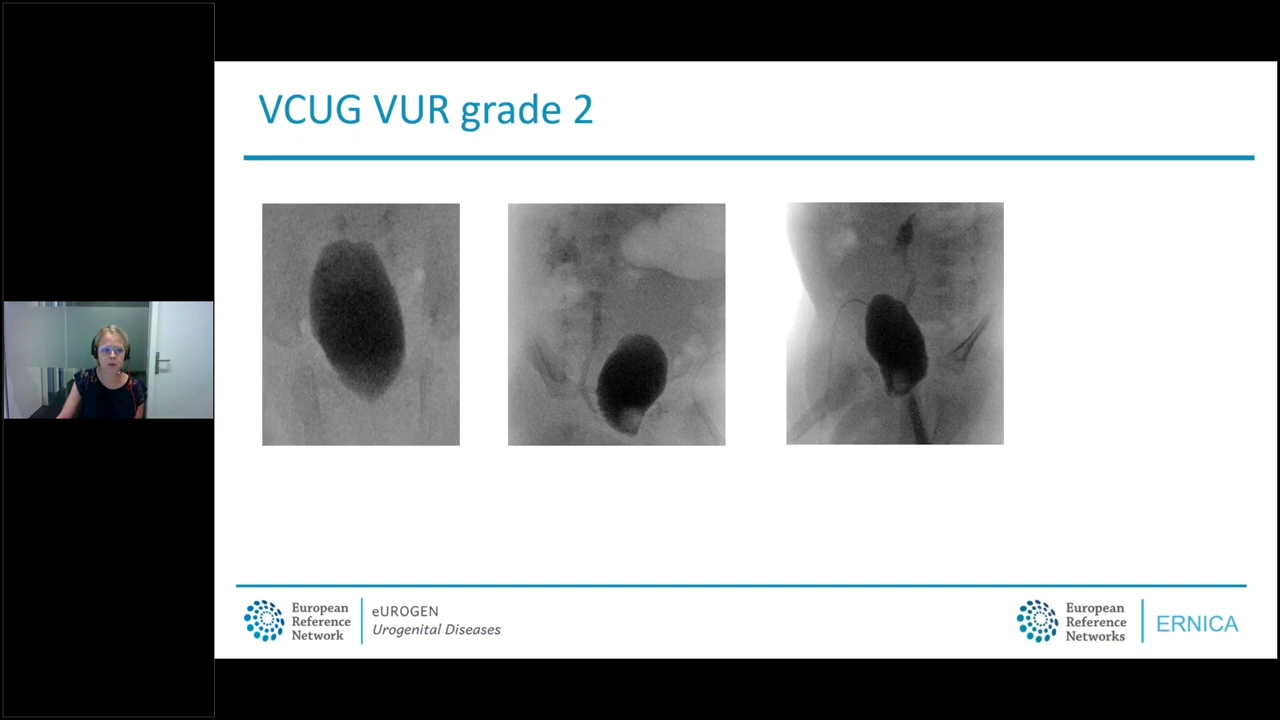 VCUG VUR grade 2
European
Reference
Network
eUROGEN
Urogenital Diseases
European
Reference
Networks
ERNICA